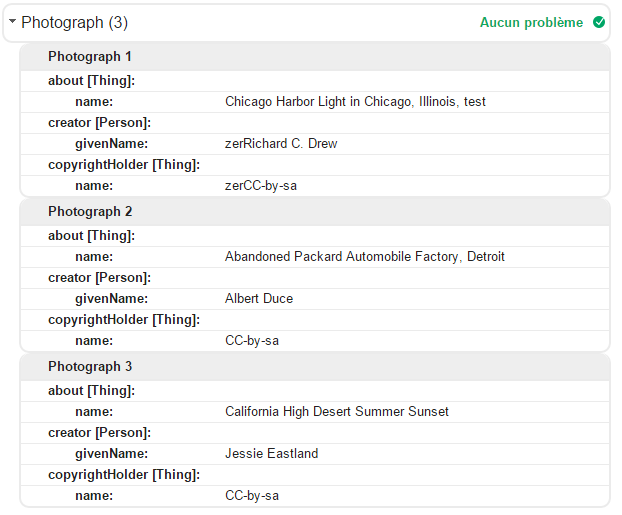 Photograph (3) Aucun problème
Photograph 1
about [Thing]:
name: Chicago Harbor Light in Chicago, Illinois, test
creator [Person]:
givenName: zerRichard C. Drew
copyrightHolder [Thing]:
name: zerCC-by-sa
Photograph 2
about [Thing]:
name: Abandoned Packard Automobile Factory, Detroit
creator [Person]:
givenName: Albert Duce
copyrightHolder [Thing]:
name: CC-by-sa
Photograph 3
about [Thing]:
name: California High Desert Summer Sunset
creator [Person]:
givenName: Jessie Eastland
copyrightHolder [Thing]:
name: CC-by-sa